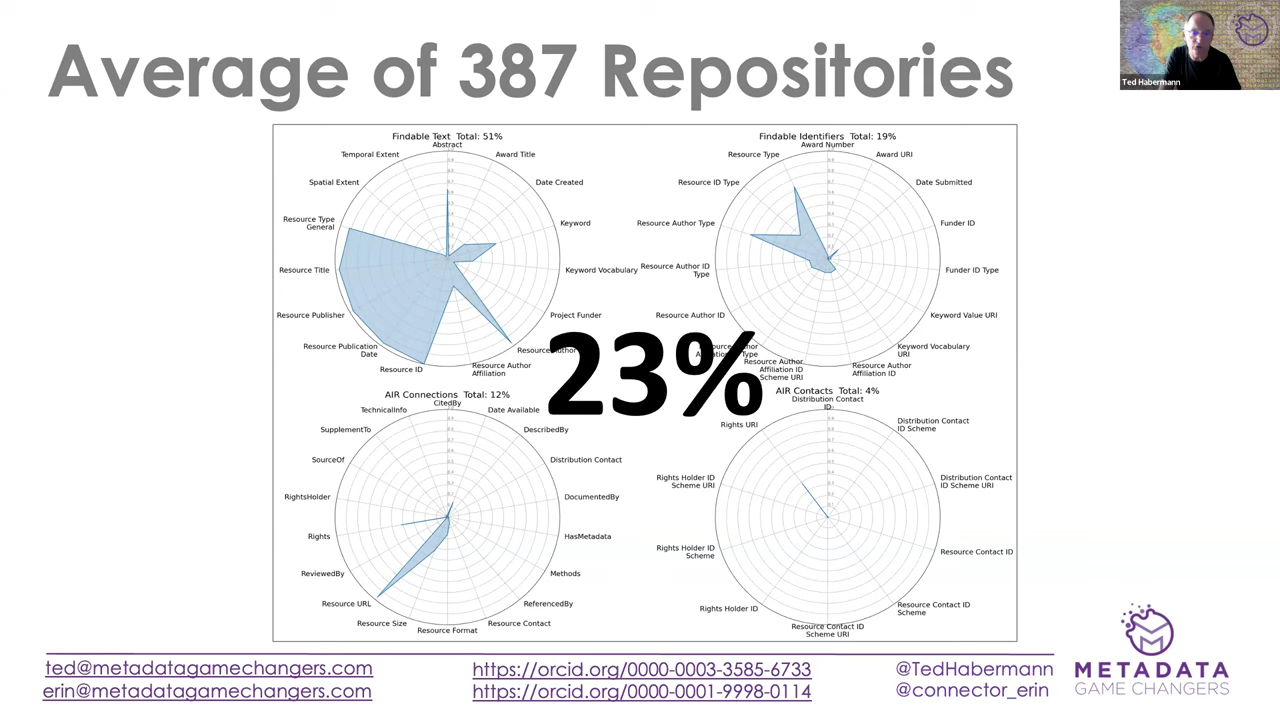 Average of 387 Repositories
Ted Habermann
Findable Text Total: 51%
Abstract
Award Title
Date Created
Keyword
Keyword Vocabulary
Project Funder
Resource Author
Resource Author
Affiliation
Resource ID
Resource Publication
Date
Resource Publisher
Resource Title
Resource Type
General
Spatial Extent
Temporal Extent
Findable Identifiers Total: 19%
Award Number
Award URI
Date Submitted
Funder ID
Funder ID Type
Keyword Value URI
Keyword Vocabulary
URI
Resource Author
Affiliation ID
Resource Author
Affiliation ID
Scheme URI
Resource Author ID
Resource Author ID
Type
Resource Author Type
Resource ID Type
Resource Type
23%
AIR Connections Total: 12%
CitedBy
Date Available
DescribedBy
Distribution Contact
DocumentedBy
HasMetadata
Methods
ReferencedBy
Resource Contact
Resource Format
Resource Size
Resource URL
ReviewedBy
Rights
RightsHolder
SourceOf
SupplementTo
TechnicalInfo
AIR Contacts Total: 4%
Distribution Contact
ID
Distribution Contact
ID Scheme
Distribution Contact
ID Scheme URI
Resource Contact ID
Resource Contact ID
Scheme
Resource Contact ID
Scheme URI
Rights Holder ID
Rights Holder ID
Scheme
Rights Holder ID
Scheme URI
Rights URI
ted@metadatagamechangers.com
erin@metadatagamechangers.com
https://orcid.org/0000-0003-3585-6733
https://orcid.org/0000-0001-9998-0114
@TedHabermann
@connector_erin
METADATA
GAME CHANGERS